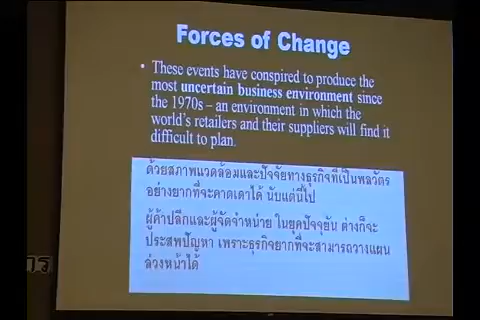 Forces of Change
• These events have conspired to produce the
most uncertain business environment since
the 1970s – an environment in which the
world's retailers and their suppliers will find it
difficult to plan.
ด้วยสภาพแวดล้อมและปัจจัยทางธุรกิจที่เป็นพลวัตร
อย่างยากที่จะคาดเดาได้ นับแต่นี้ไป
ผู้ค้าปลีกและผู้จัดจำหน่าย ในยุคปัจจุยัน ต่างก็จะ
ประสพปัญหา เพราะธุรกิจยากที่จะสามารถวางแผน
ล่วงหน้าได้